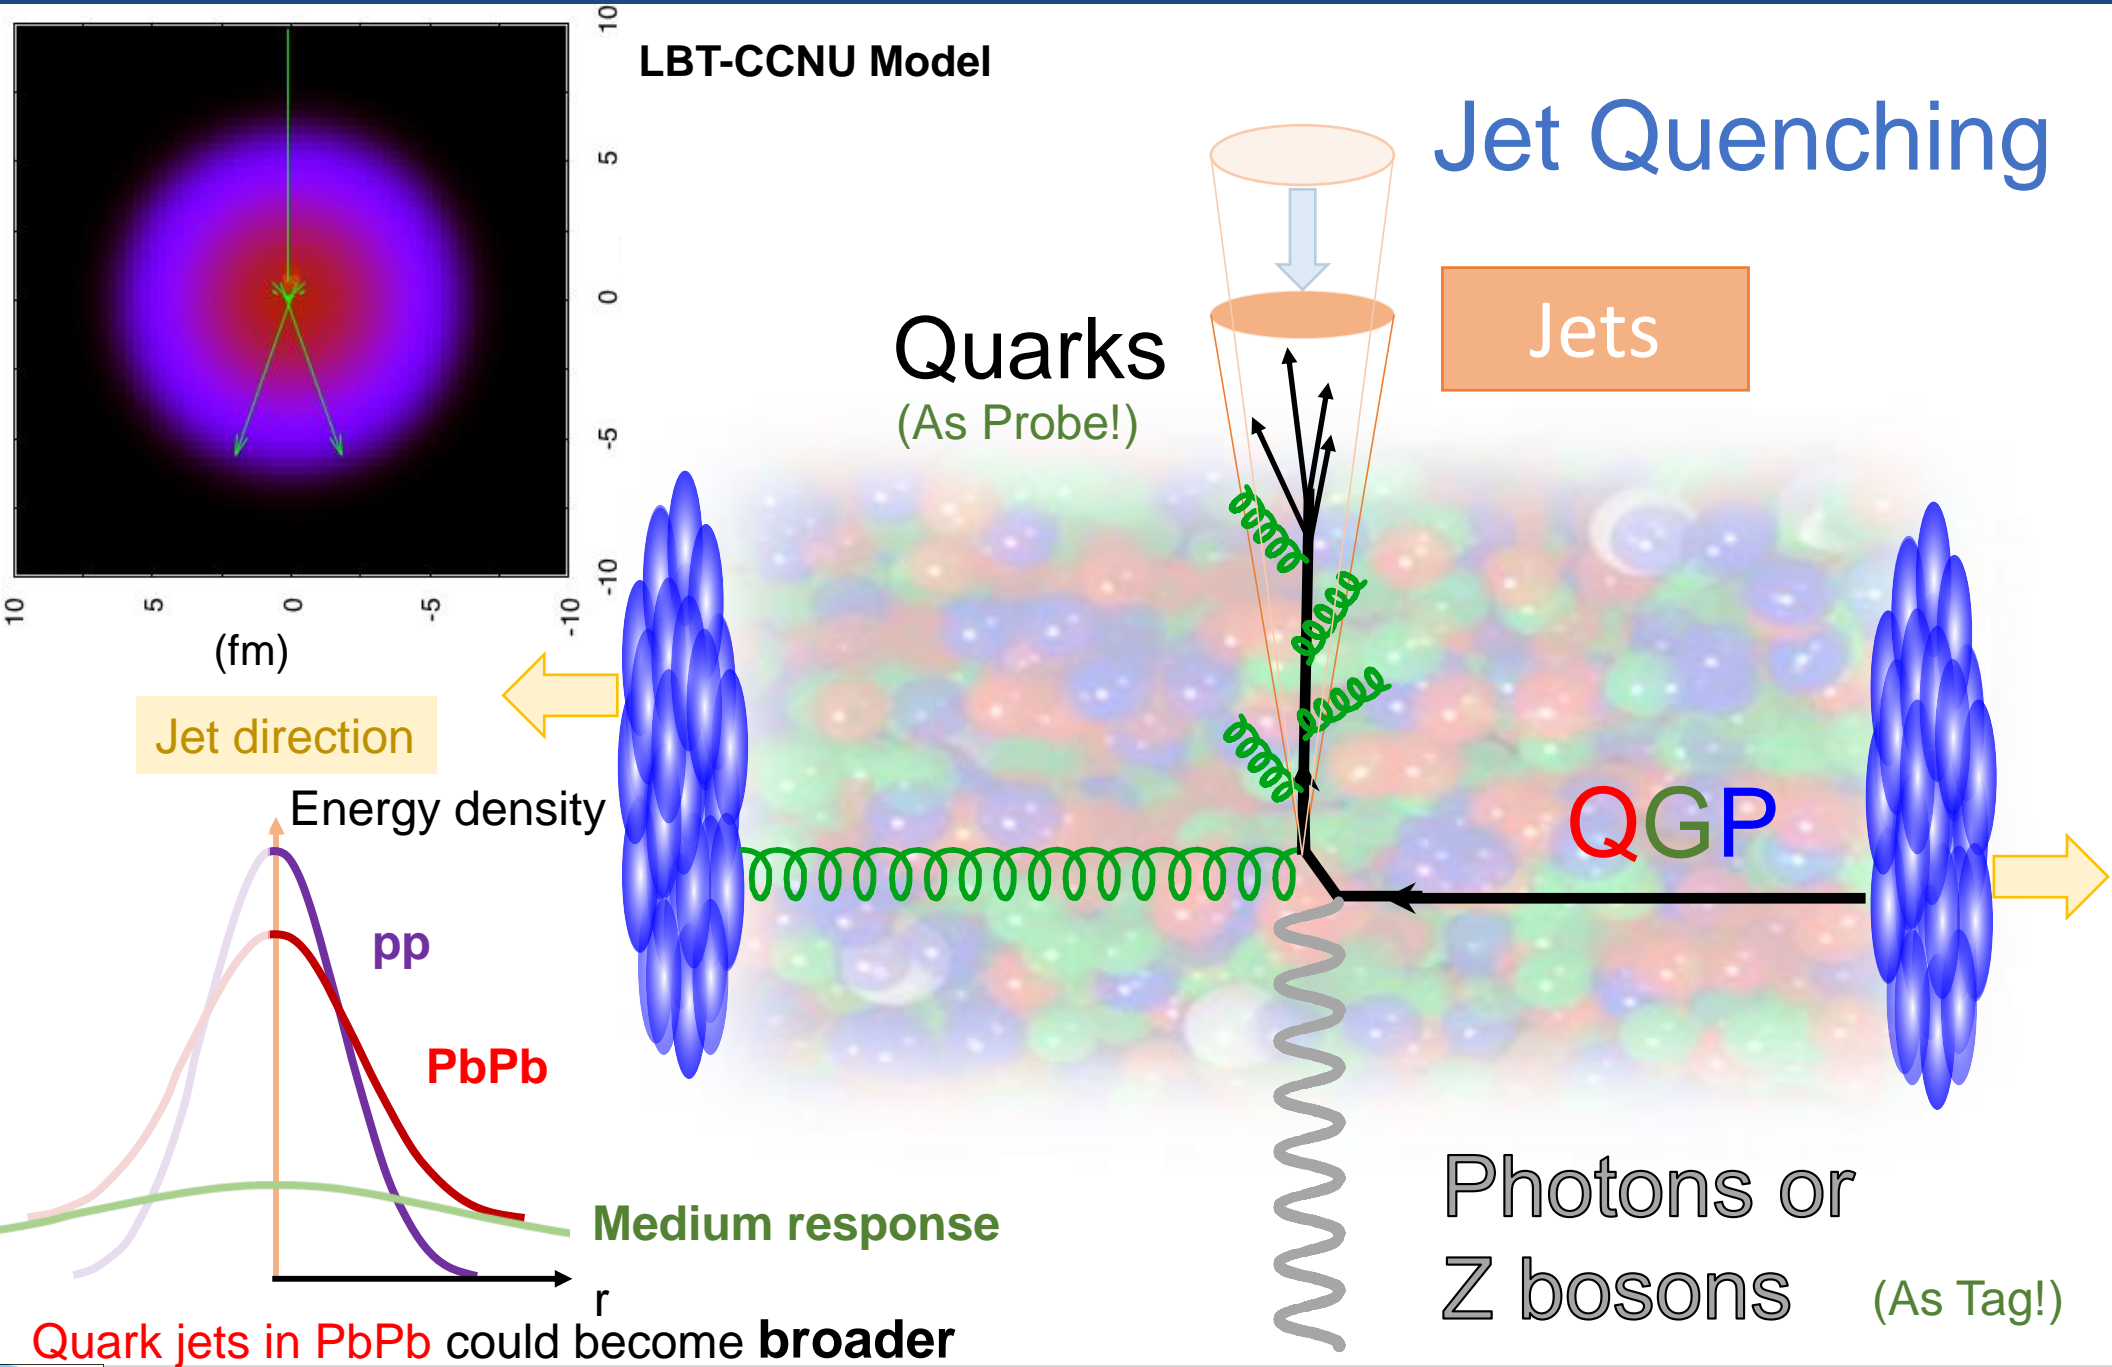 LBT-CCNU Model
Jet Quenching
Jets
Quarks
(As Probe!)
10
5
0
-5
-10
10
5
0
-5
-10
(fm)
Jet direction
Energy density
pp
PbPb
QGP
Medium response
r
Photons or
Z bosons (As Tag!)
Quark jets in PbPb could become broader